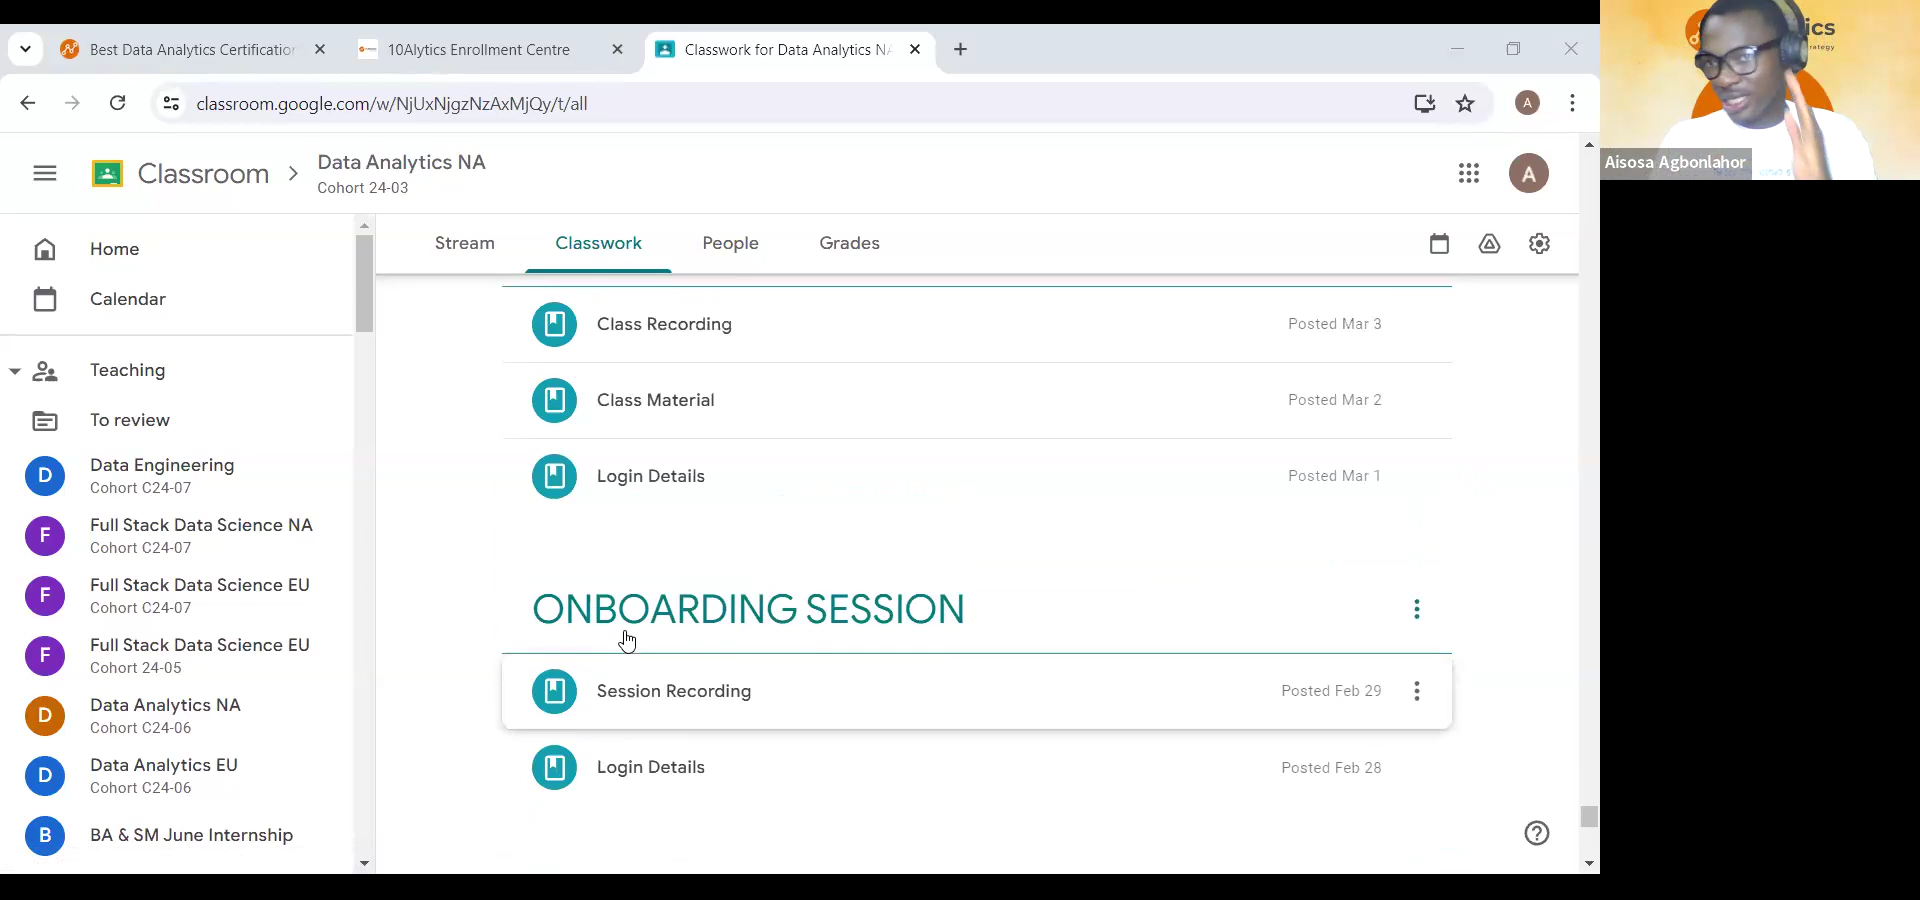 Best Data Analytics Certification
10Alytics Enrollment Centre
Classwork for Data Analytics NA
classroom.google.com/w/NjUxNjgzNzAxMjQy/t/all
A
ics
rategy
Aisosa Agbonlahor
Classroom
Data Analytics NA
Cohort 24-03
A
Home
Calendar
Teaching
To review
D
Data Engineering
Cohort C24-07
F
Full Stack Data Science NA
Cohort C24-07
F
Full Stack Data Science EU
Cohort C24-07
F
Full Stack Data Science EU
Cohort 24-05
D
Data Analytics NA
Cohort C24-06
D
Data Analytics EU
Cohort C24-06
B
BA & SM June Internship
Stream
Classwork
People
Grades
Class Recording
Posted Mar 3
Class Material
Posted Mar 2
Login Details
Posted Mar 1
ONBOARDING SESSION
Session Recording
Posted Feb 29
Login Details
Posted Feb 28